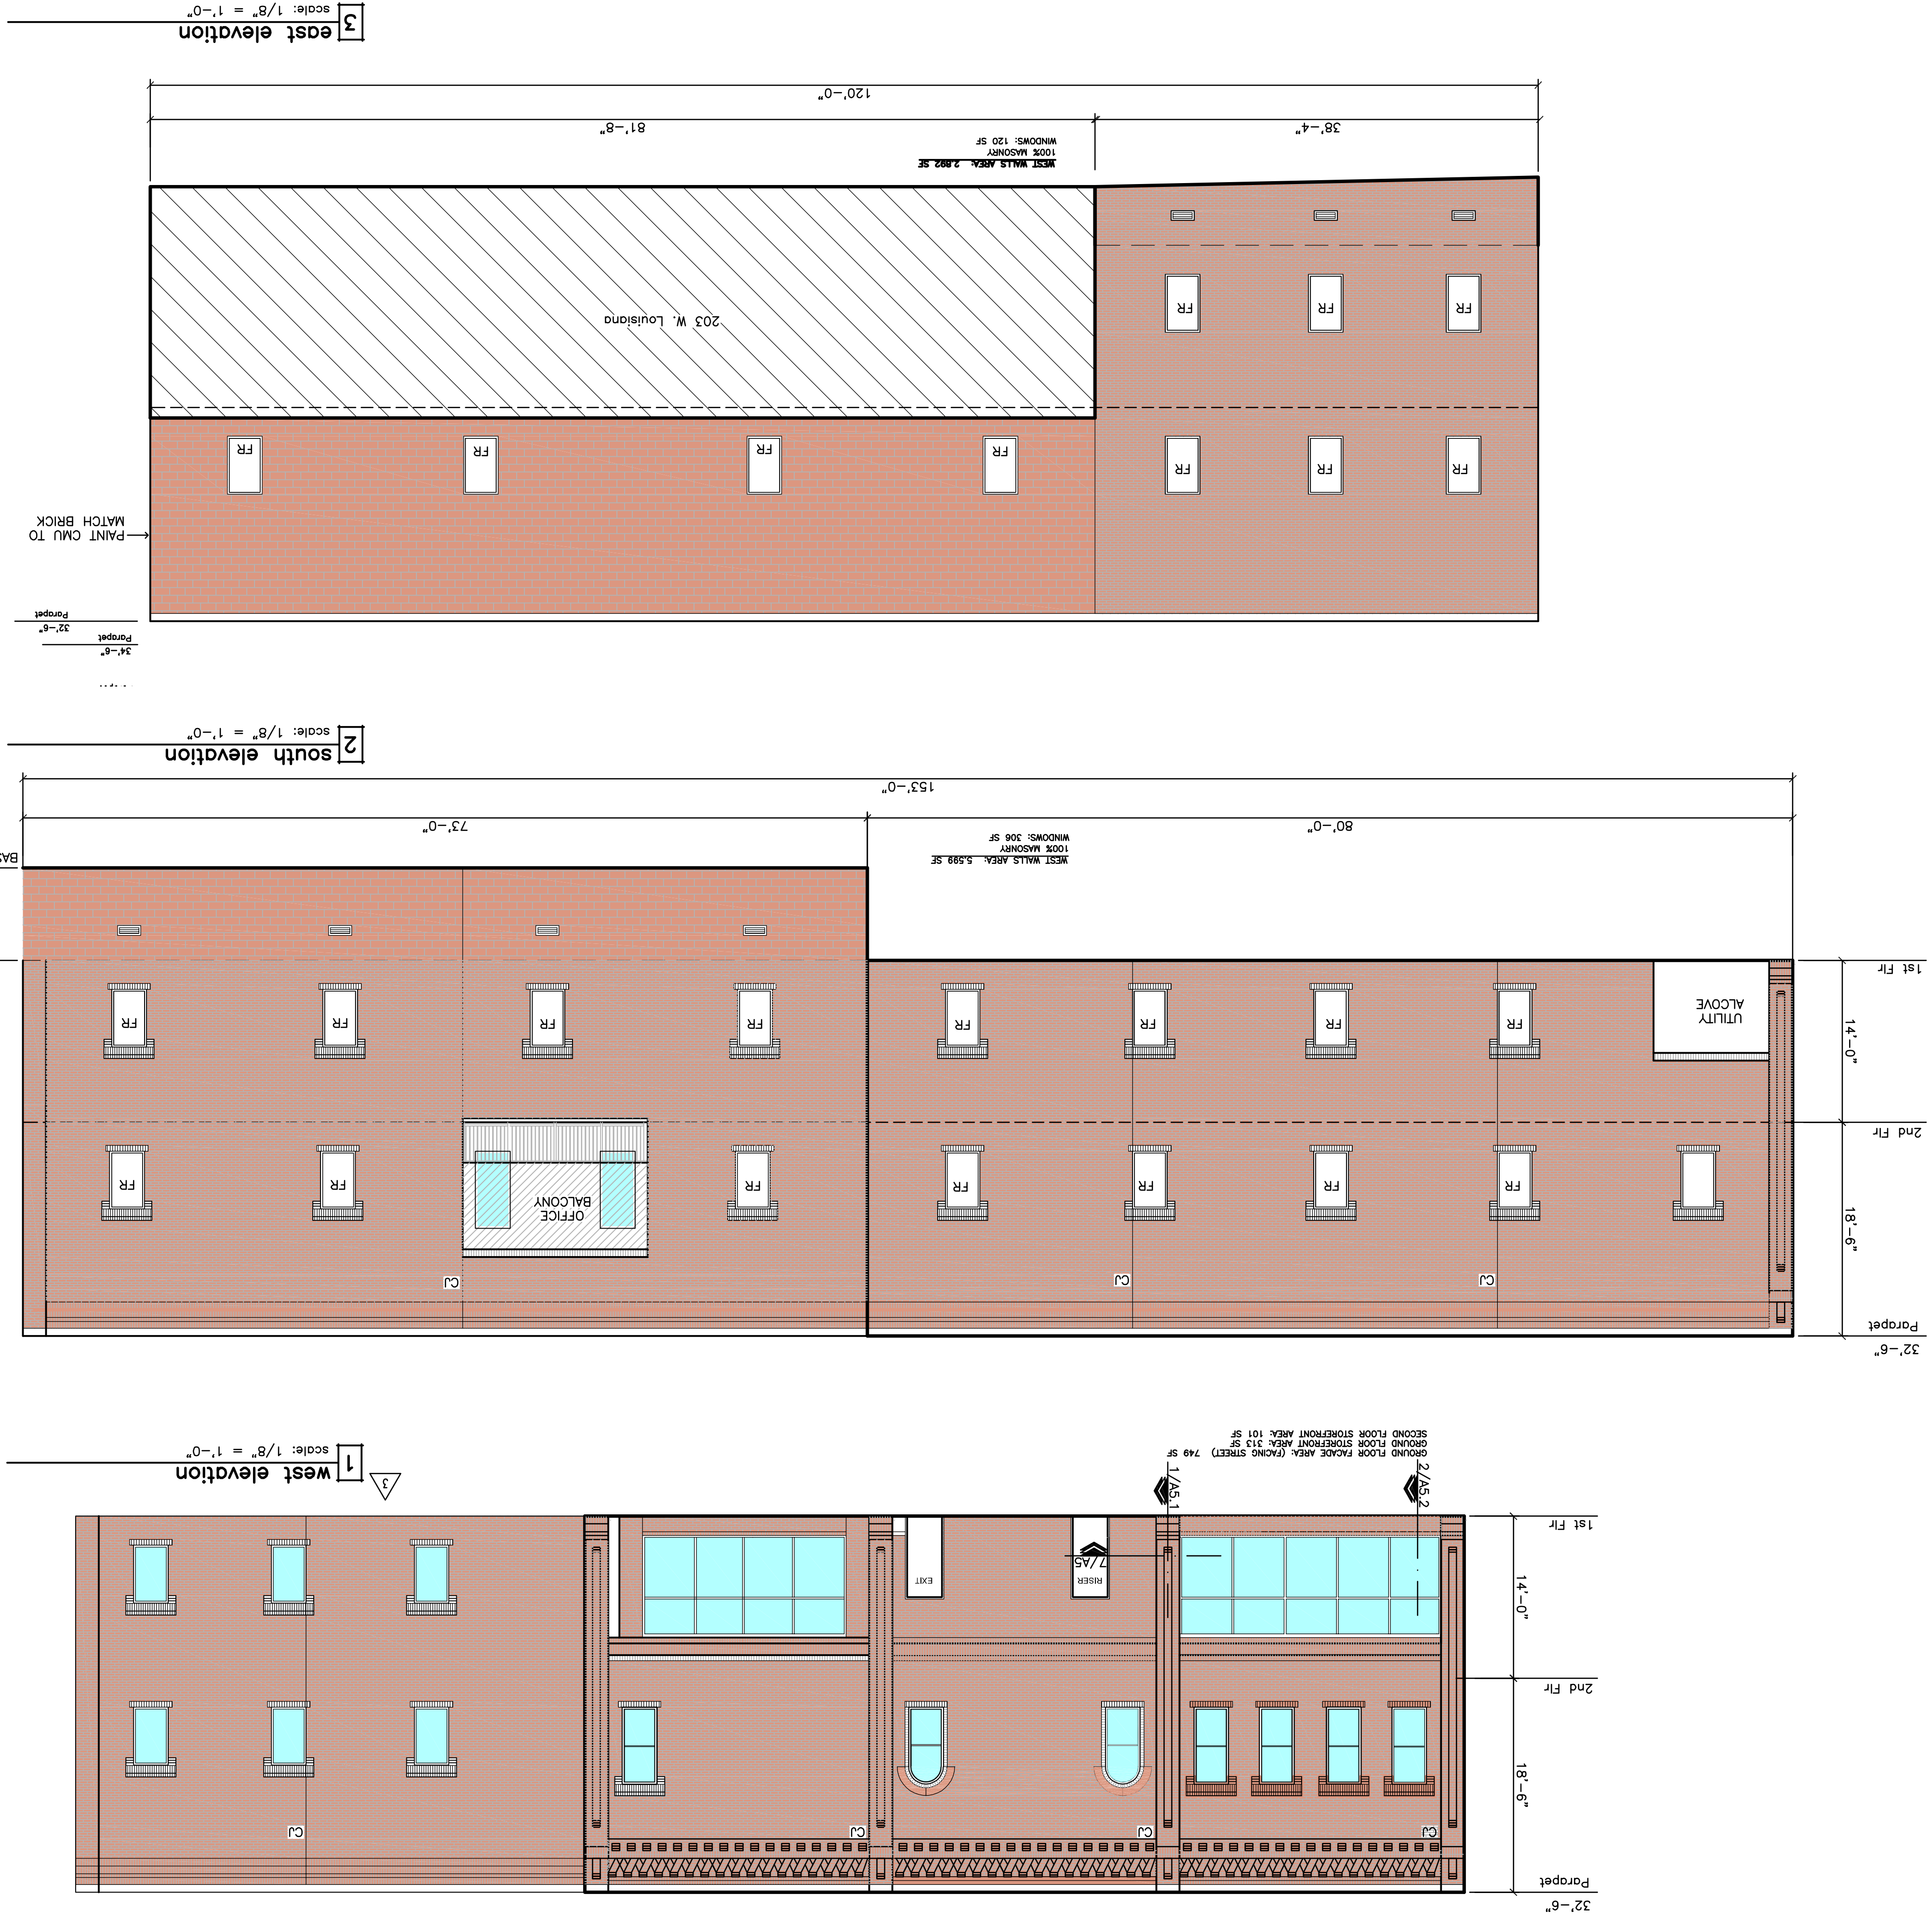 32'-6"
Parapet
CJ
CJ
CJ
CJ
18'-6"
2nd Flr
14'-0"
RISER
EXIT
7/A5
1st Flr
2/A5.2
1/A5.1
GROUND FLOOR FACADE AREA: (FACING STREET) 749 SF
GROUND FLOOR STOREFRONT AREA: 313 SF
SECOND FLOOR STOREFRONT AREA: 101 SF
3
1
west elevation
scale: 1/8" = 1'-0"
32'-6"
Parapet
CJ
CJ
CJ
18'-6"
OFFICE
BALCONY
FR
FR
FR
FR
FR
FR
FR
2nd Flr
14'-0"
UTILITY
ALCOVE
FR
FR
FR
FR
FR
FR
FR
FR
1st Flr
WEST WALLS AREA: 5,599 SF
100% MASONRY
WINDOWS: 306 SF
80'-0"
73'-0"
153'-0"
2
south elevation
scale: 1/8" = 1'-0"
34'-6"
Parapet
32'-6"
Parapet
PAINT CMU TO
MATCH BRICK
FR
FR
FR
FR
FR
FR
FR
203 W. Louisiana
FR
FR
FR
WEST WALLS AREA: 2,892 SF
100% MASONRY
WINDOWS: 120 SF
38'-4"
81'-8"
120'-0"
3
east elevation
scale: 1/8" = 1'-0"